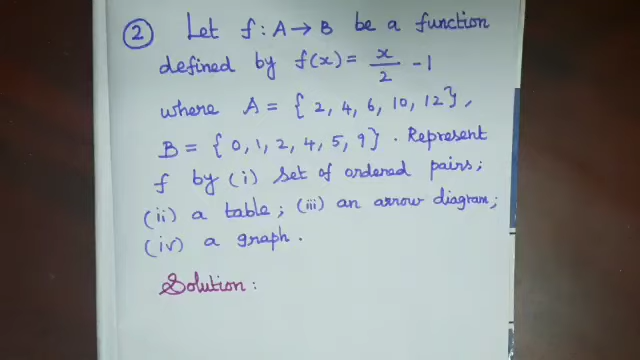 ② Let f : A → B be a function
defined by f(x) = x/2 - 1
where A = { 2, 4, 6, 10, 12 },
B = { 0, 1, 2, 4, 5, 9 } . Represent
f by (i) set of ordered pairs;
(ii) a table; (iii) an arrow diagram;
(iv) a graph.
Solution: